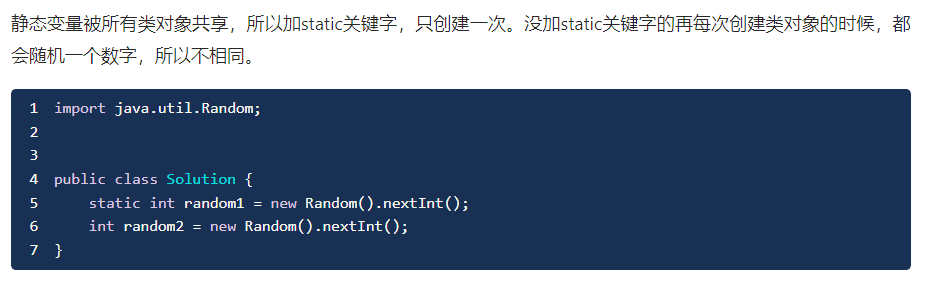 静态变量被所有类对象共享，所以加static关键字，只创建一次。没加static关键字的再每次创建类对象的时候，都
会随机一个数字，所以不相同。
1 import java.util.Random;
2
3
4 public class Solution {
5     static int random1 = new Random().nextInt();
6     int random2 = new Random().nextInt();
7 }